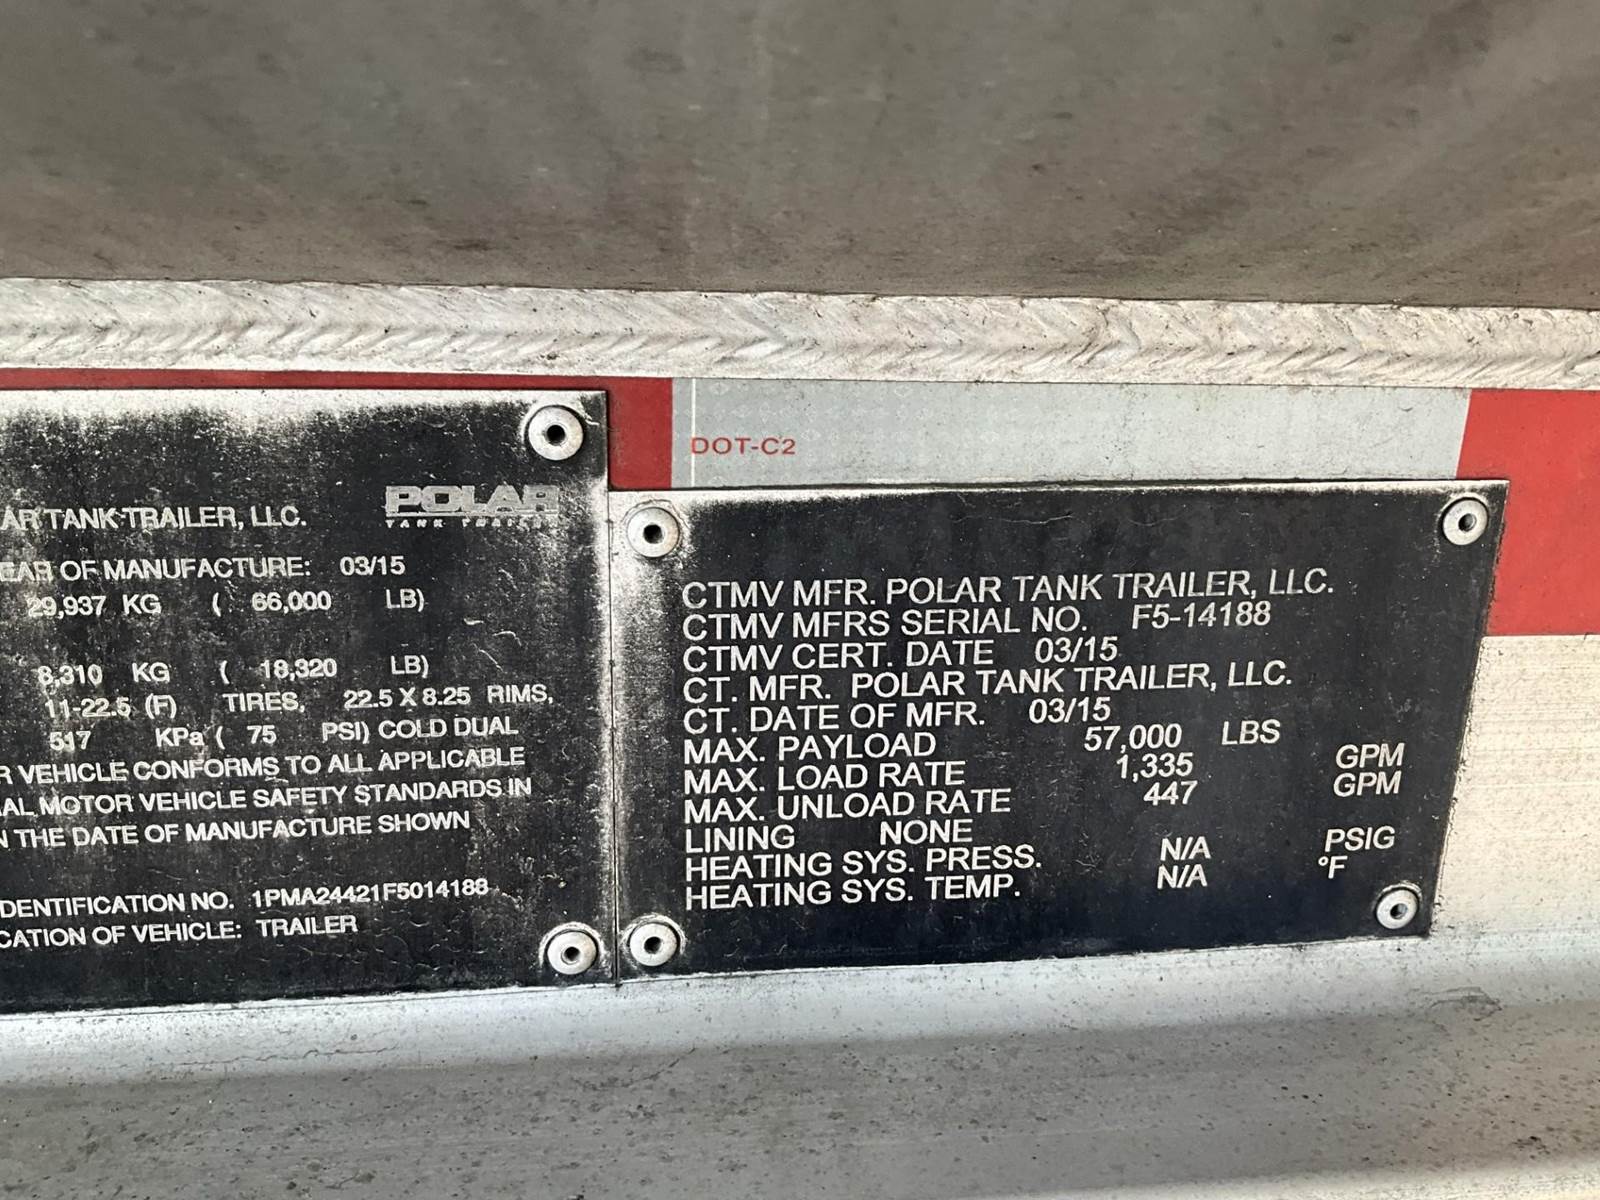 DOT-C2
AR TANK TRAILER, LLC.
POLAR
TANK TRAILER
EAR OF MANUFACTURE: 03/15
29,937 KG ( 66,000 LB)
8,310 KG ( 18,320 LB)
11-22.5 (F) TIRES, 22.5 X 8.25 RIMS,
517 KPa ( 75 PSI) COLD DUAL
R VEHICLE CONFORMS TO ALL APPLICABLE
AL MOTOR VEHICLE SAFETY STANDARDS IN
N THE DATE OF MANUFACTURE SHOWN
DENTIFICATION NO. 1PMA24421F5014188
CATION OF VEHICLE: TRAILER
CTMV MFR. POLAR TANK TRAILER, LLC.
CTMV MFRS SERIAL NO. F5-14188
CTMV CERT. DATE 03/15
CT. MFR. POLAR TANK TRAILER, LLC.
CT. DATE OF MFR. 03/15
MAX. PAYLOAD 57,000 LBS
MAX. LOAD RATE 1,335 GPM
MAX. UNLOAD RATE 447 GPM
LINING NONE
HEATING SYS. PRESS. N/A PSIG
HEATING SYS. TEMP. N/A °F